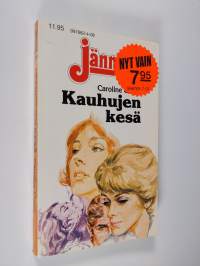 11.95
jänn
NYT VAIN
7.95
Caroline
Kauhujen
kesä